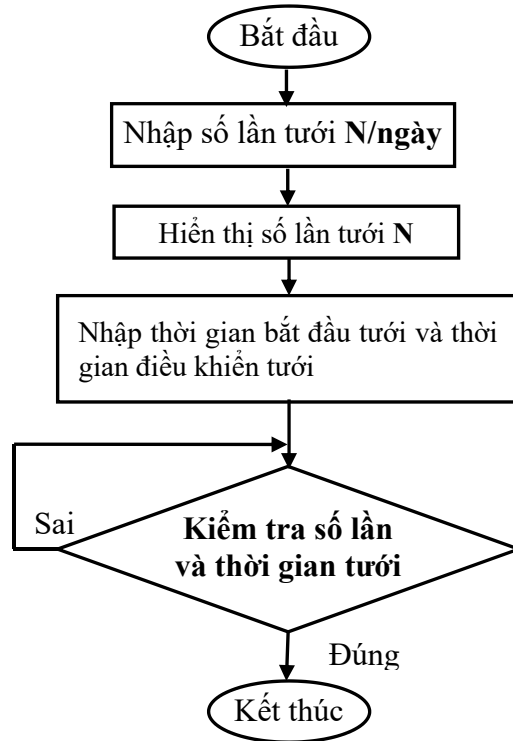 Bắt đầu
Nhập số lần tưới N/ngày
Hiển thị số lần tưới N
Nhập thời gian bắt đầu tưới và thời
gian điều khiển tưới
Sai
Kiểm tra số lần
và thời gian tưới
Đúng
Kết thúc